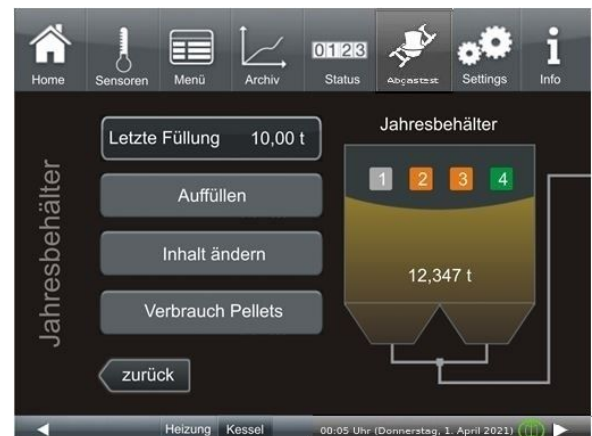 0123
Home Sensoren Menü Archiv Status Abgastest Settings Info
Jahresbehälter
Letzte Füllung 10,00 t
Auffüllen
Inhalt ändern
Verbrauch Pellets
zurück
Jahresbehälter
1 2 3 4
12,347 t
Heizung Kessel 00:05 Uhr (Donnerstag, 1. April 2021)